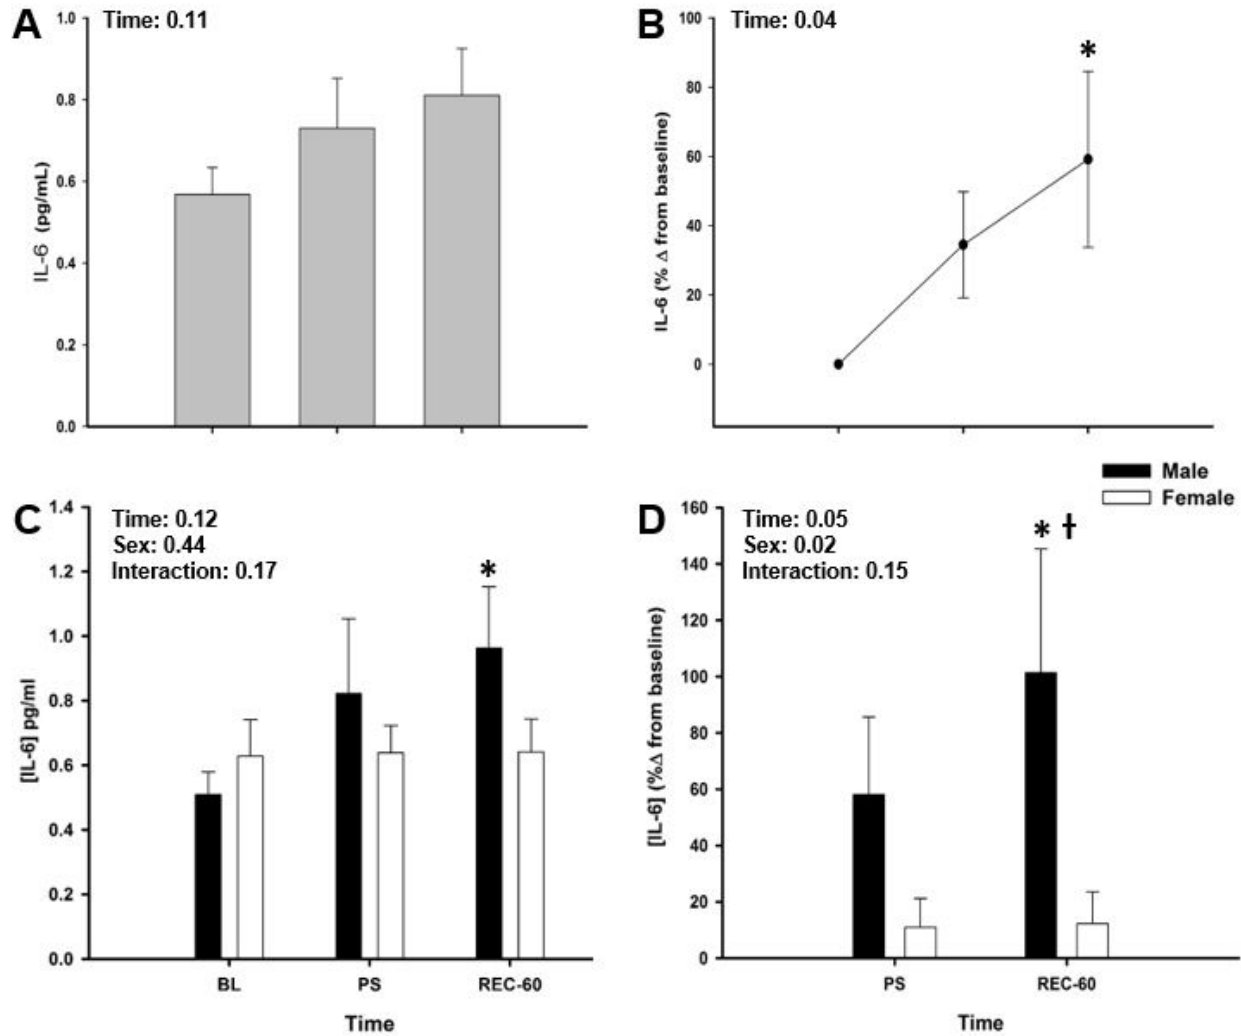 A
Time: 0.11
1.0
0.8
0.6
0.4
0.2
0.0
IL-6 (pg/mL)
B
Time: 0.04
*
100
80
60
40
20
0
IL-6 (% Δ from baseline)
Male
Female
C
Time: 0.12
Sex: 0.44
Interaction: 0.17
*
1.4
1.2
1.0
0.8
0.6
0.4
0.2
0.0
[IL-6] pg/ml
BL PS REC-60
Time
D
Time: 0.05
Sex: 0.02
Interaction: 0.15
* †
160
140
120
100
80
60
40
20
0
[IL-6] (%Δ from baseline)
PS REC-60
Time